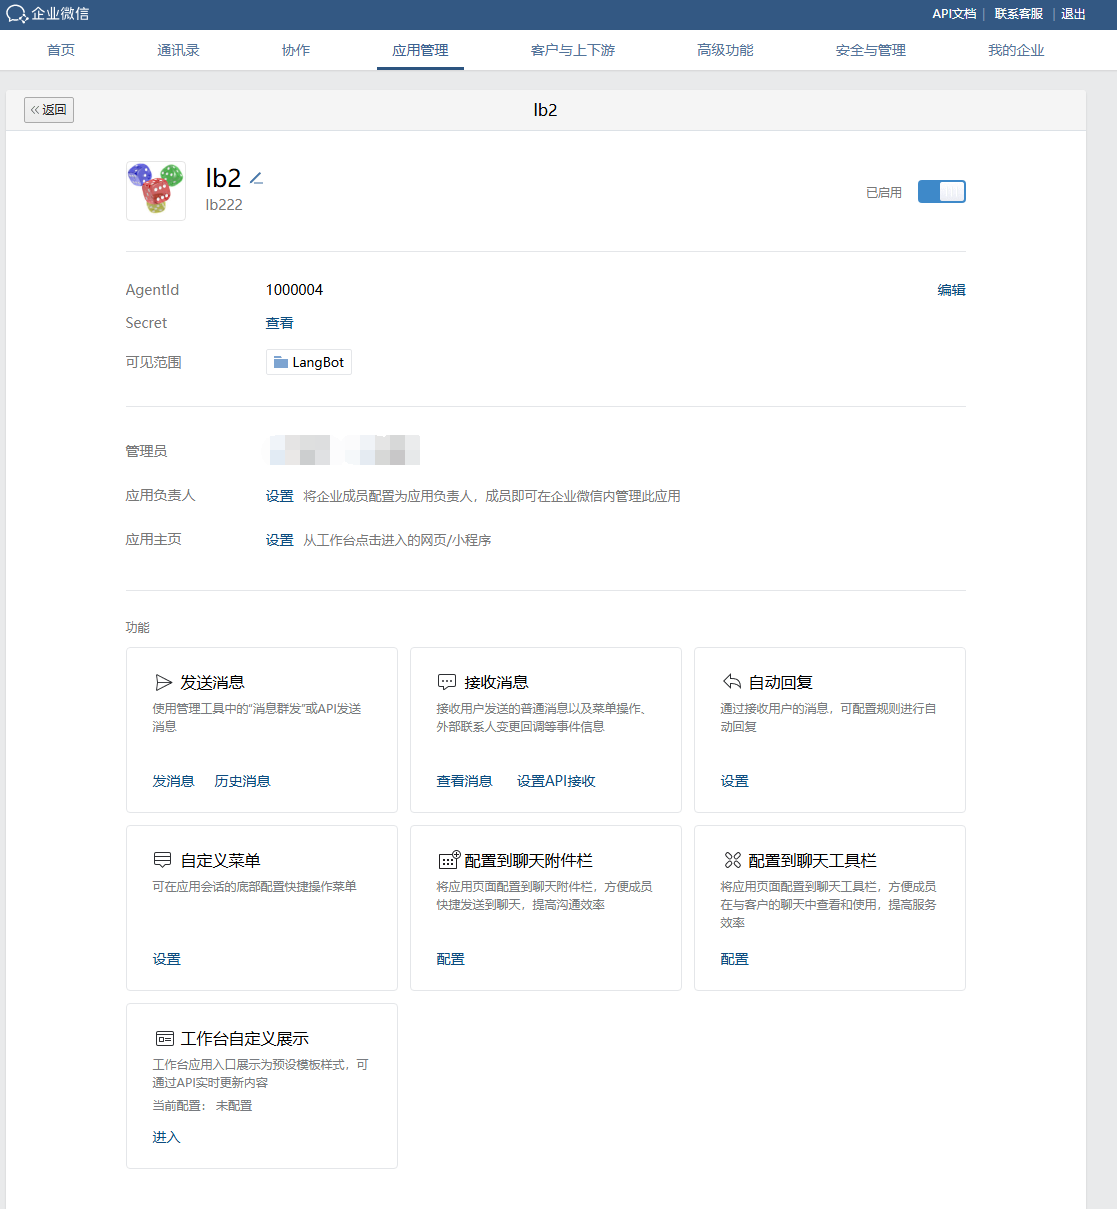 企业微信
API文档 | 联系客服 | 退出
首页 通讯录 协作 应用管理 客户与上下游 高级功能 安全与管理 我的企业
«返回
lb2
lb2
lb222
已启用
AgentId 1000004 编辑
Secret 查看
可见范围 LangBot
管理员
应用负责人 设置 将企业成员配置为应用负责人，成员即可在企业微信内管理此应用
应用主页 设置 从工作台点击进入的网页/小程序
功能
发送消息
使用管理工具中的“消息群发”或API发送
消息
发消息 历史消息
接收消息
接收用户发送的普通消息以及菜单操作、
外部联系人变更回调等事件信息
查看消息 设置API接收
自动回复
通过接收用户的消息，可配置规则进行自
动回复
设置
自定义菜单
可在应用会话的底部配置快捷操作菜单
设置
配置到聊天附件栏
将应用页面配置到聊天附件栏，方便成员
快捷发送到聊天，提高沟通效率
配置
配置到聊天工具栏
将应用页面配置到聊天工具栏，方便成员
在与客户的聊天中查看和使用，提高服务
效率
配置
工作台自定义展示
工作台应用入口展示为预设模板样式，可
通过API实时更新内容
当前配置： 未配置
进入